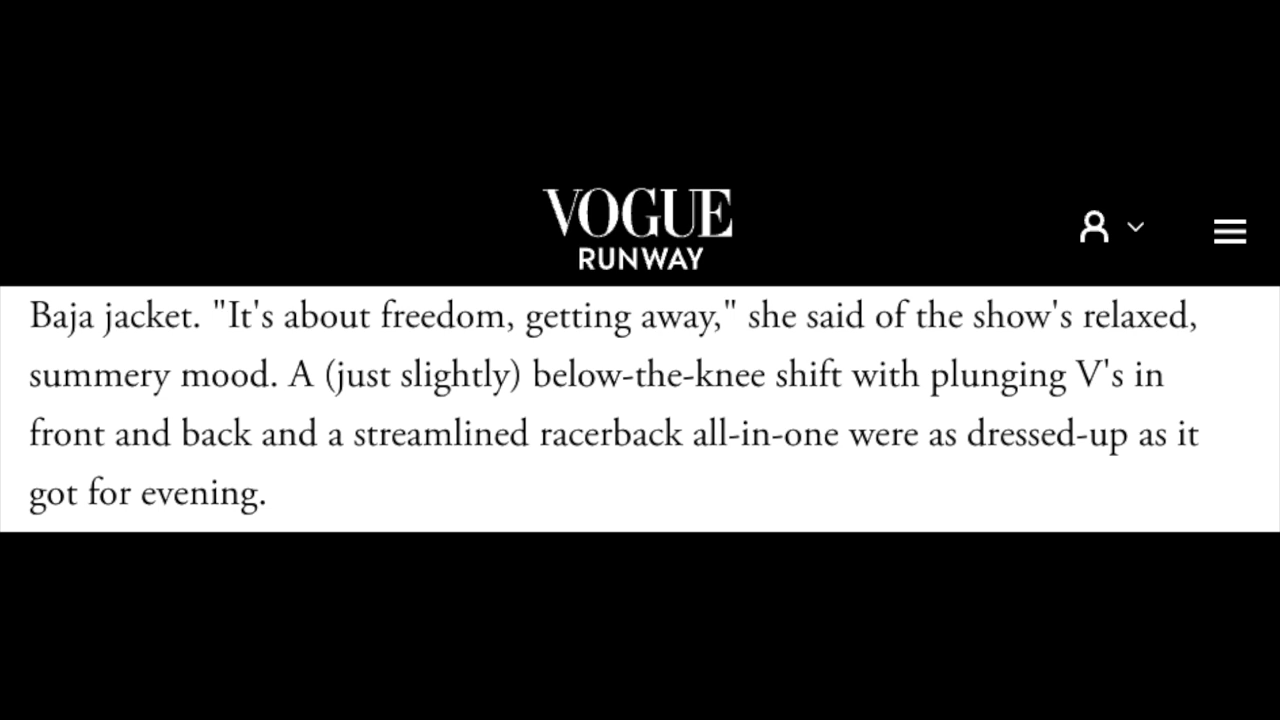 VOGUE
RUNWAY
Baja jacket. "It's about freedom, getting away," she said of the show's relaxed,
summery mood. A (just slightly) below-the-knee shift with plunging V's in
front and back and a streamlined racerback all-in-one were as dressed-up as it
got for evening.